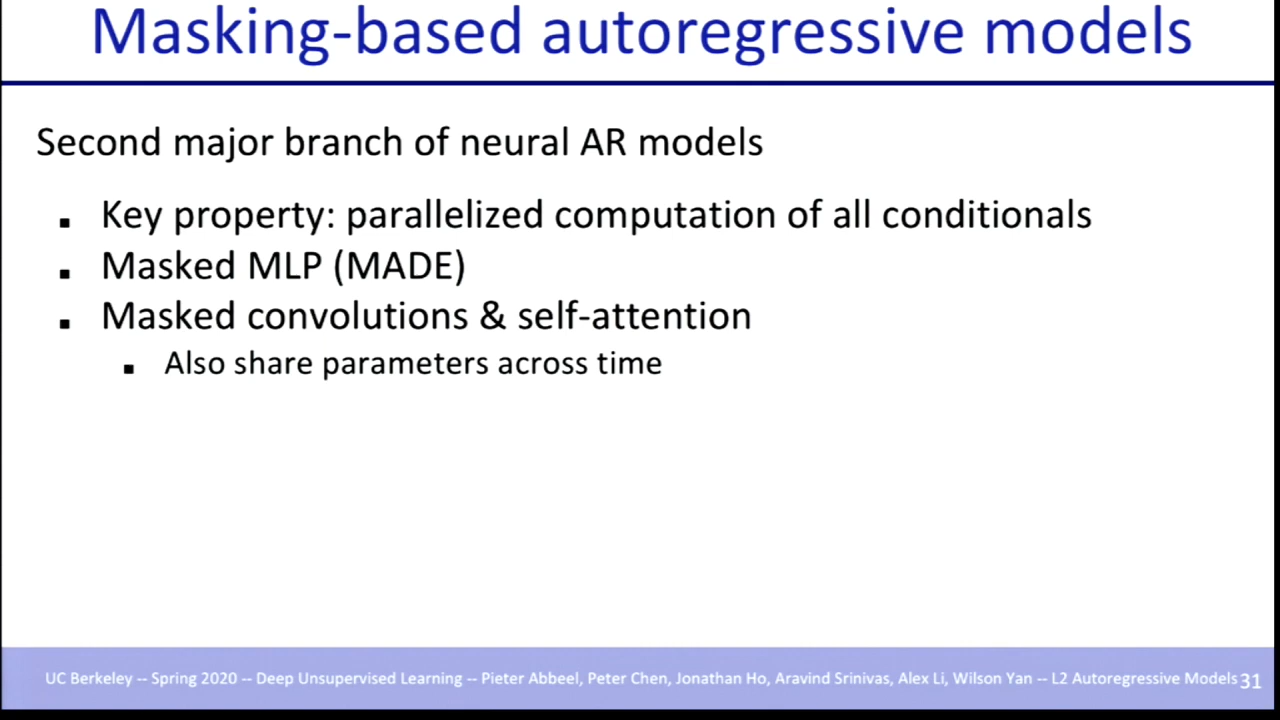 Masking-based autoregressive models
Second major branch of neural AR models
▪ Key property: parallelized computation of all conditionals
▪ Masked MLP (MADE)
▪ Masked convolutions & self-attention
▪ Also share parameters across time
UC Berkeley -- Spring 2020 -- Deep Unsupervised Learning -- Pieter Abbeel, Peter Chen, Jonathan Ho, Aravind Srinivas, Alex Li, Wilson Yan -- L2 Autoregressive Models 31